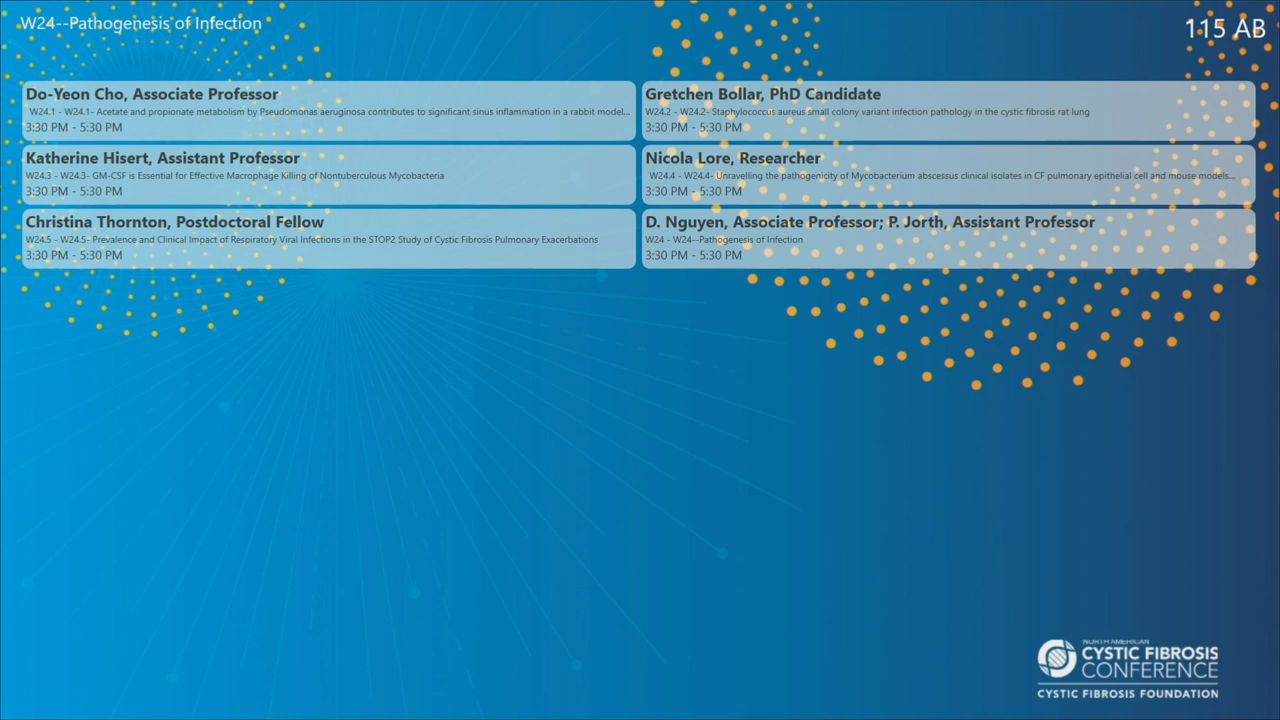 W24--Pathogenesis of Infection
115 AB
Do-Yeon Cho, Associate Professor
W24.1 - W24.1- Acetate and propionate metabolism by Pseudomonas aeruginosa contributes to significant sinus inflammation in a rabbit model...
3:30 PM - 5:30 PM
Gretchen Bollar, PhD Candidate
W24.2 - W24.2- Staphylococcus aureus small colony variant infection pathology in the cystic fibrosis rat lung
3:30 PM - 5:30 PM
Katherine Hisert, Assistant Professor
W24.3 - W24.3- GM-CSF is Essential for Effective Macrophage Killing of Nontuberculous Mycobacteria
3:30 PM - 5:30 PM
Nicola Lore, Researcher
W24.4 - W24.4- Unravelling the pathogenicity of Mycobacterium abscessus clinical isolates in CF pulmonary epithelial cell and mouse models...
3:30 PM - 5:30 PM
Christina Thornton, Postdoctoral Fellow
W24.5 - W24.5- Prevalence and Clinical Impact of Respiratory Viral Infections in the STOP2 Study of Cystic Fibrosis Pulmonary Exacerbations
3:30 PM - 5:30 PM
D. Nguyen, Associate Professor; P. Jorth, Assistant Professor
W24 - W24--Pathogenesis of Infection
3:30 PM - 5:30 PM
NORTH AMERICAN
CYSTIC FIBROSIS
CONFERENCE
CYSTIC FIBROSIS FOUNDATION